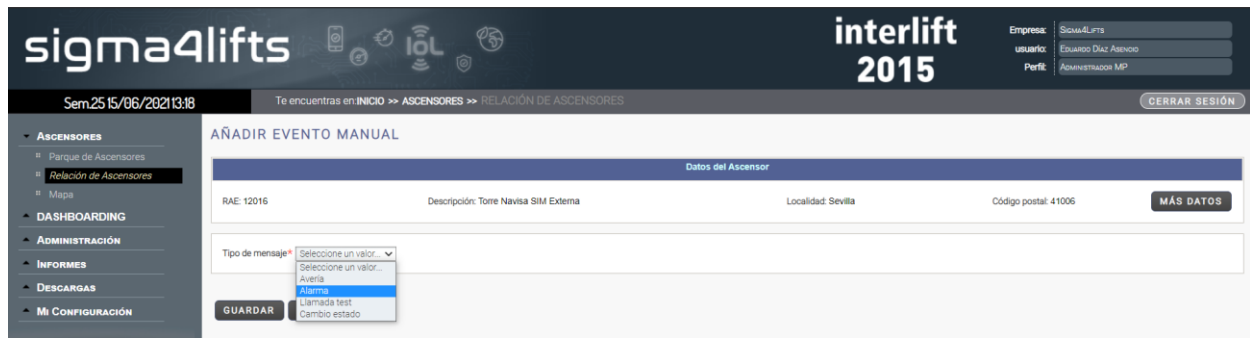 sigma4lifts
IôL
interlift
2015
Empresa: Sigma4Lifts
usuario: Eduardo Díaz Asencio
Perfil: Administrador MP
Sem.25 15/06/2021 13:18
Te encuentras en:INICIO >> ASCENSORES >> RELACIÓN DE ASCENSORES
CERRAR SESIÓN
Ascensores
Parque de Ascensores
Relación de Ascensores
Mapa
DASHBOARDING
Administración
Informes
Descargas
Mi Configuración
AÑADIR EVENTO MANUAL
Datos del Ascensor
RAE: 12016 Descripción: Torre Navisa SIM Externa Localidad: Sevilla Código postal: 41006 MÁS DATOS
Tipo de mensaje* Seleccione un valor...
Seleccione un valor...
Avería
Alarma
Llamada test
Cambio estado
GUARDAR